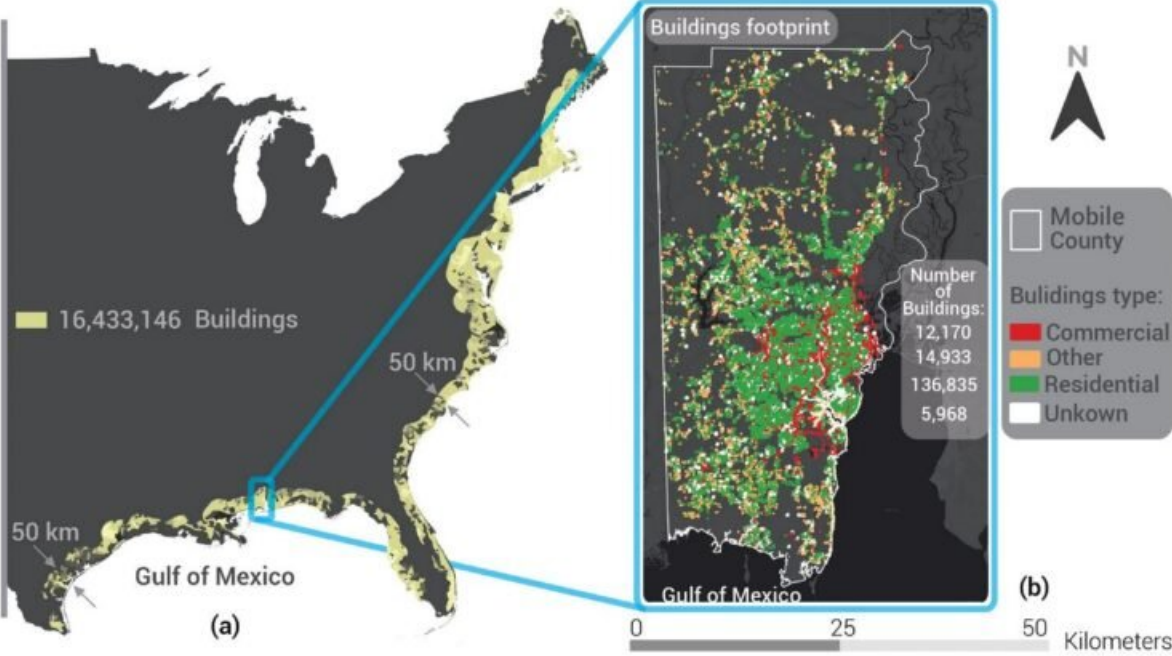 16,433,146 Buildings
50 km
50 km
Gulf of Mexico
(a)
Buildings footprint
Number
of
Buildings:
12,170
14,933
136,835
5,968
Gulf of Mexico
N
Mobile
County
Bulidings type:
Commercial
Other
Residential
Unkown
(b)
0 25 50 Kilometers